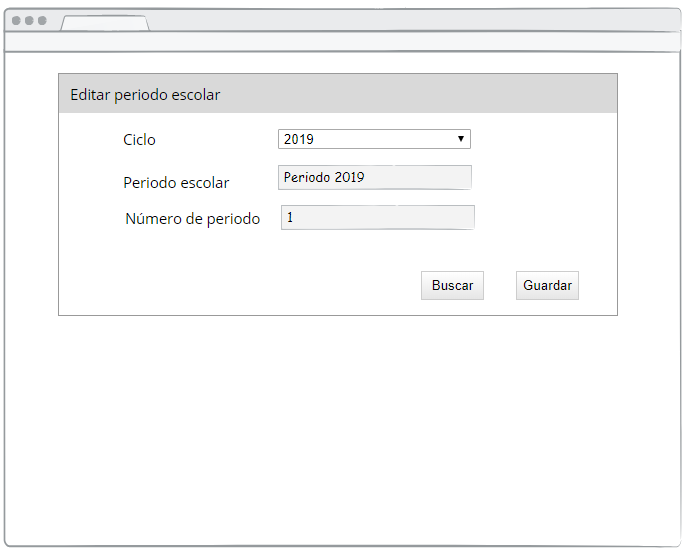 Editar periodo escolar
Ciclo 2019
Periodo escolar Periodo 2019
Número de periodo 1
Buscar Guardar